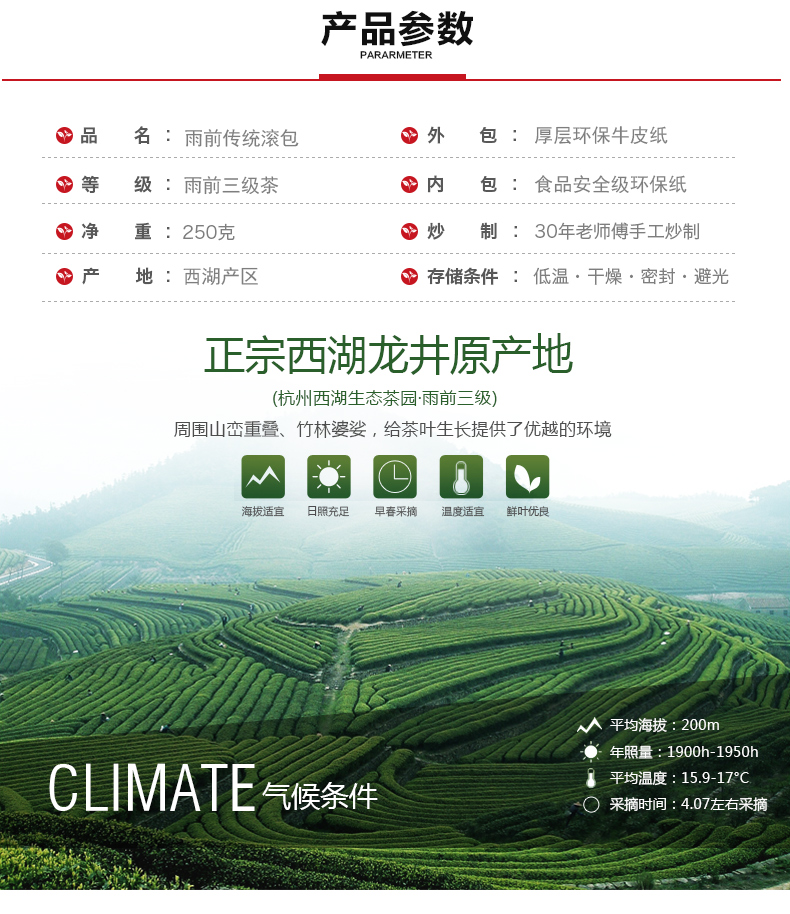 产品参数
PARARMETER
品 名 : 雨前传统滚包
外 包 : 厚层环保牛皮纸
等 级 : 雨前三级茶
内 包 : 食品安全级环保纸
净 重 : 250克
炒 制 : 30年老师傅手工炒制
产 地 : 西湖产区
存储条件 : 低温·干燥·密封·避光
正宗西湖龙井原产地
(杭州西湖生态茶园·雨前三级)
周围山峦重叠、竹林婆娑，给茶叶生长提供了优越的环境
海拔适宜 日照充足 早春采摘 温度适宜 鲜叶优良
平均海拔：200m
年照量：1900h-1950h
平均温度：15.9-17°C
采摘时间：4.07左右采摘
CLIMATE 气候条件